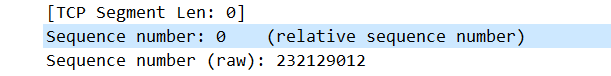 [TCP Segment Len: 0]
Sequence number: 0    (relative sequence number)
Sequence number (raw): 232129012